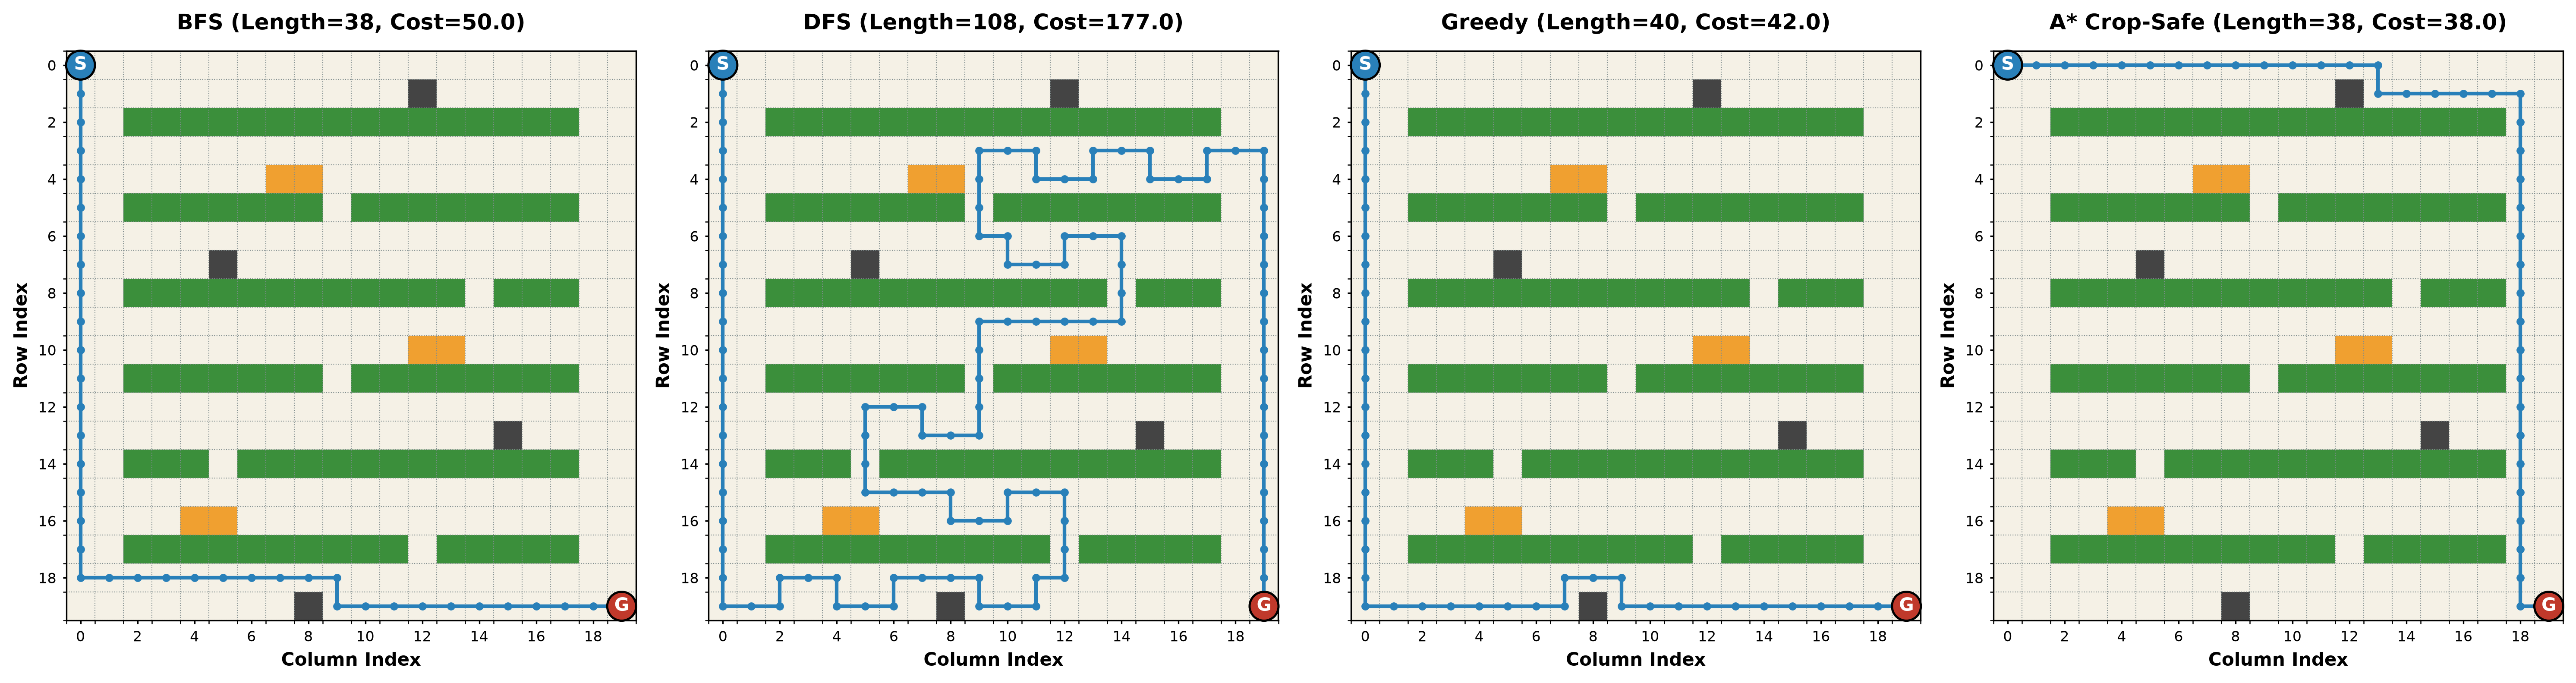 BFS (Length=38, Cost=50.0)
S
0
2
4
6
8
10
12
14
16
18
Row Index
G
0 2 4 6 8 10 12 14 16 18
Column Index
DFS (Length=108, Cost=177.0)
S
0
2
4
6
8
10
12
14
16
18
Row Index
G
0 2 4 6 8 10 12 14 16 18
Column Index
Greedy (Length=40, Cost=42.0)
S
0
2
4
6
8
10
12
14
16
18
Row Index
G
0 2 4 6 8 10 12 14 16 18
Column Index
A* Crop-Safe (Length=38, Cost=38.0)
S
0
2
4
6
8
10
12
14
16
18
Row Index
G
0 2 4 6 8 10 12 14 16 18
Column Index